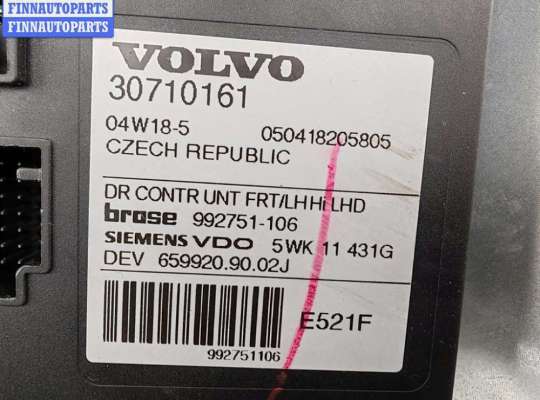 FINNAUTOPARTS
FINNAUTOPARTS
VOLVO
30710161
04W18-5 050418205805
CZECH REPUBLIC
DR CONTR UNT FRT/LH Hi LHD
brose 992751-106
SIEMENS VDO 5WK 11 431G
DEV 659920.90.02J
E521F
992751106